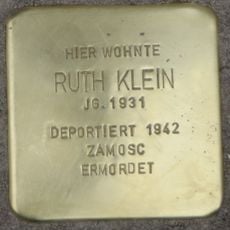 HIER WOHNTE
RUTH KLEIN
JG. 1931
DEPORTIERT 1942
ZAMOSC
ERMORDET